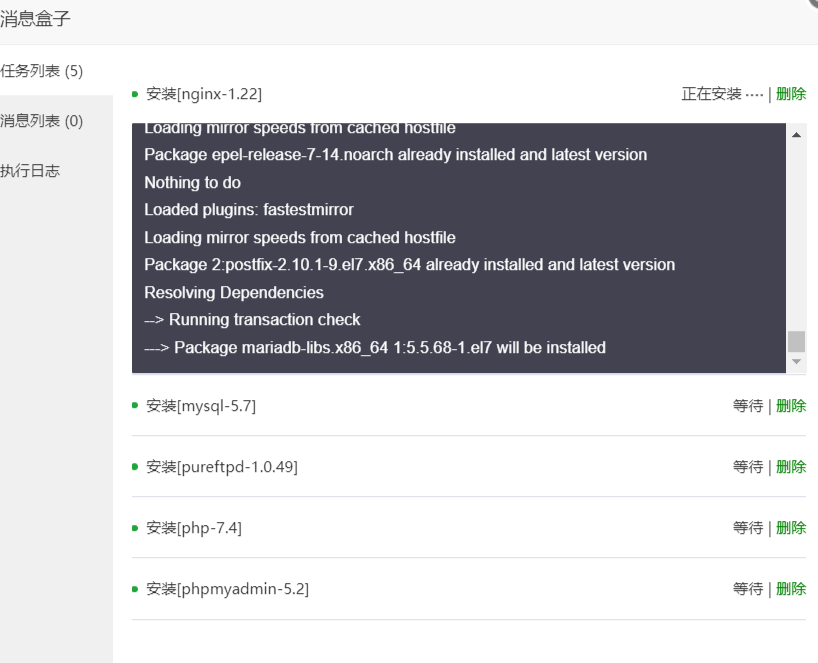 消息盒子
任务列表 (5)
消息列表 (0)
执行日志
安装[nginx-1.22]
正在安装 ···· | 删除
Loading mirror speeds from cached hostfile
Package epel-release-7-14.noarch already installed and latest version
Nothing to do
Loaded plugins: fastestmirror
Loading mirror speeds from cached hostfile
Package 2:postfix-2.10.1-9.el7.x86_64 already installed and latest version
Resolving Dependencies
--> Running transaction check
---> Package mariadb-libs.x86_64 1:5.5.68-1.el7 will be installed
安装[mysql-5.7]
等待 | 删除
安装[pureftpd-1.0.49]
等待 | 删除
安装[php-7.4]
等待 | 删除
安装[phpmyadmin-5.2]
等待 | 删除